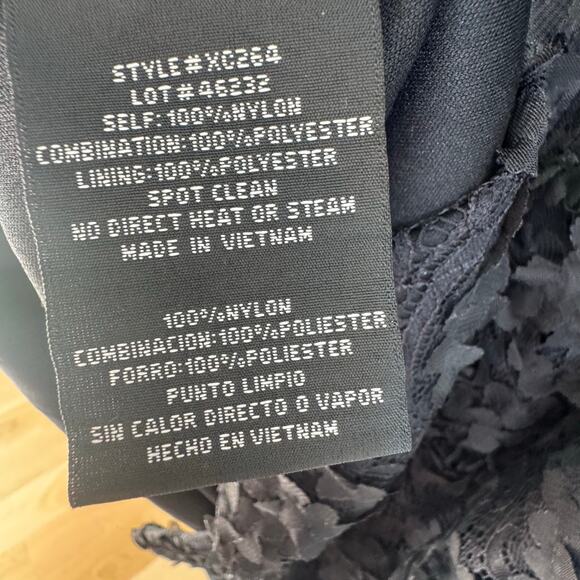 STYLE#XC264
LOT#46232
SELF:100%NYLON
COMBINATION:100%POLYESTER
LINING:100%POLYESTER
SPOT CLEAN
NO DIRECT HEAT OR STEAM
MADE IN VIETNAM
100%NYLON
COMBINACION:100%POLIESTER
FORRO:100%POLIESTER
PUNTO LIMPIO
SIN CALOR DIRECTO O VAPOR
HECHO EN VIETNAM